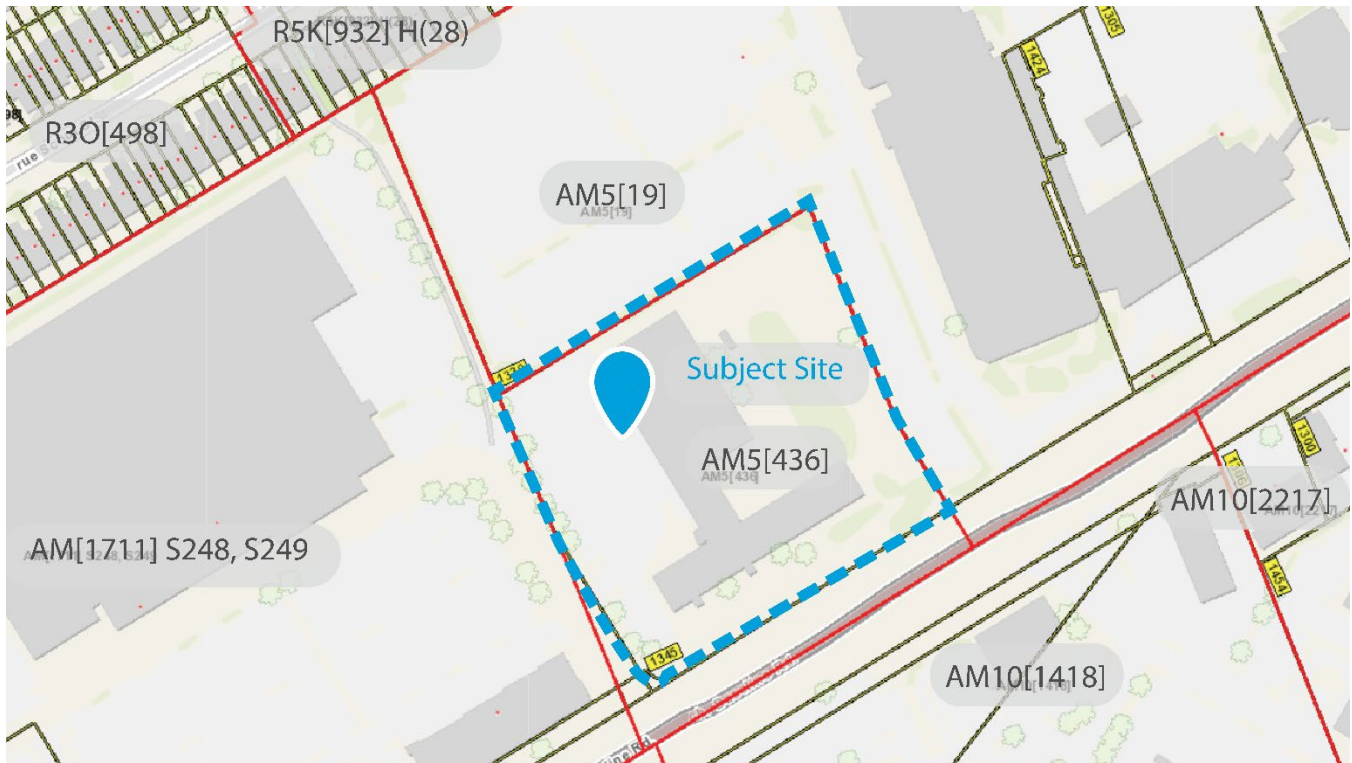 R5K[932] H(28)
1305
1424
R3O[498]
AM5[19]
AM5[19]
Subject Site
AM5[436]
AM5[436]
1300
AM10[2217]
AM[1711] S248, S249
1454
1345
AM10[1418]